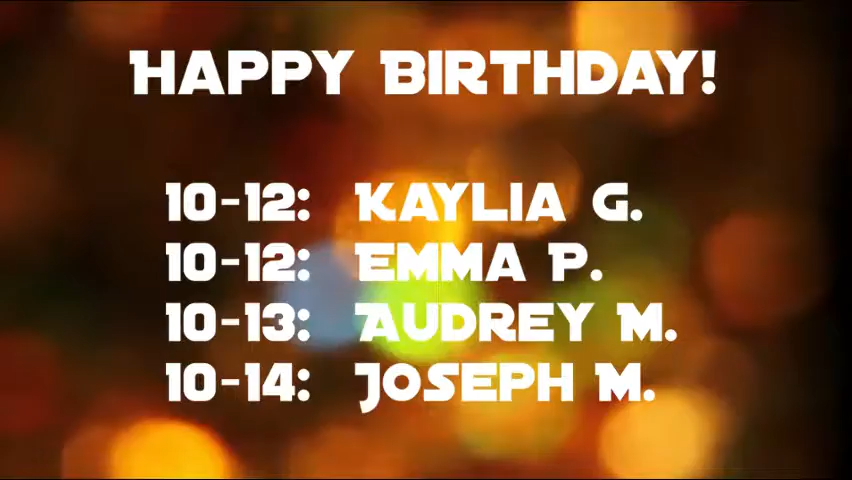 Happy Birthday!
10-12: Kaylia G.
10-12: Emma P.
10-13: Audrey M.
10-14: Joseph M.